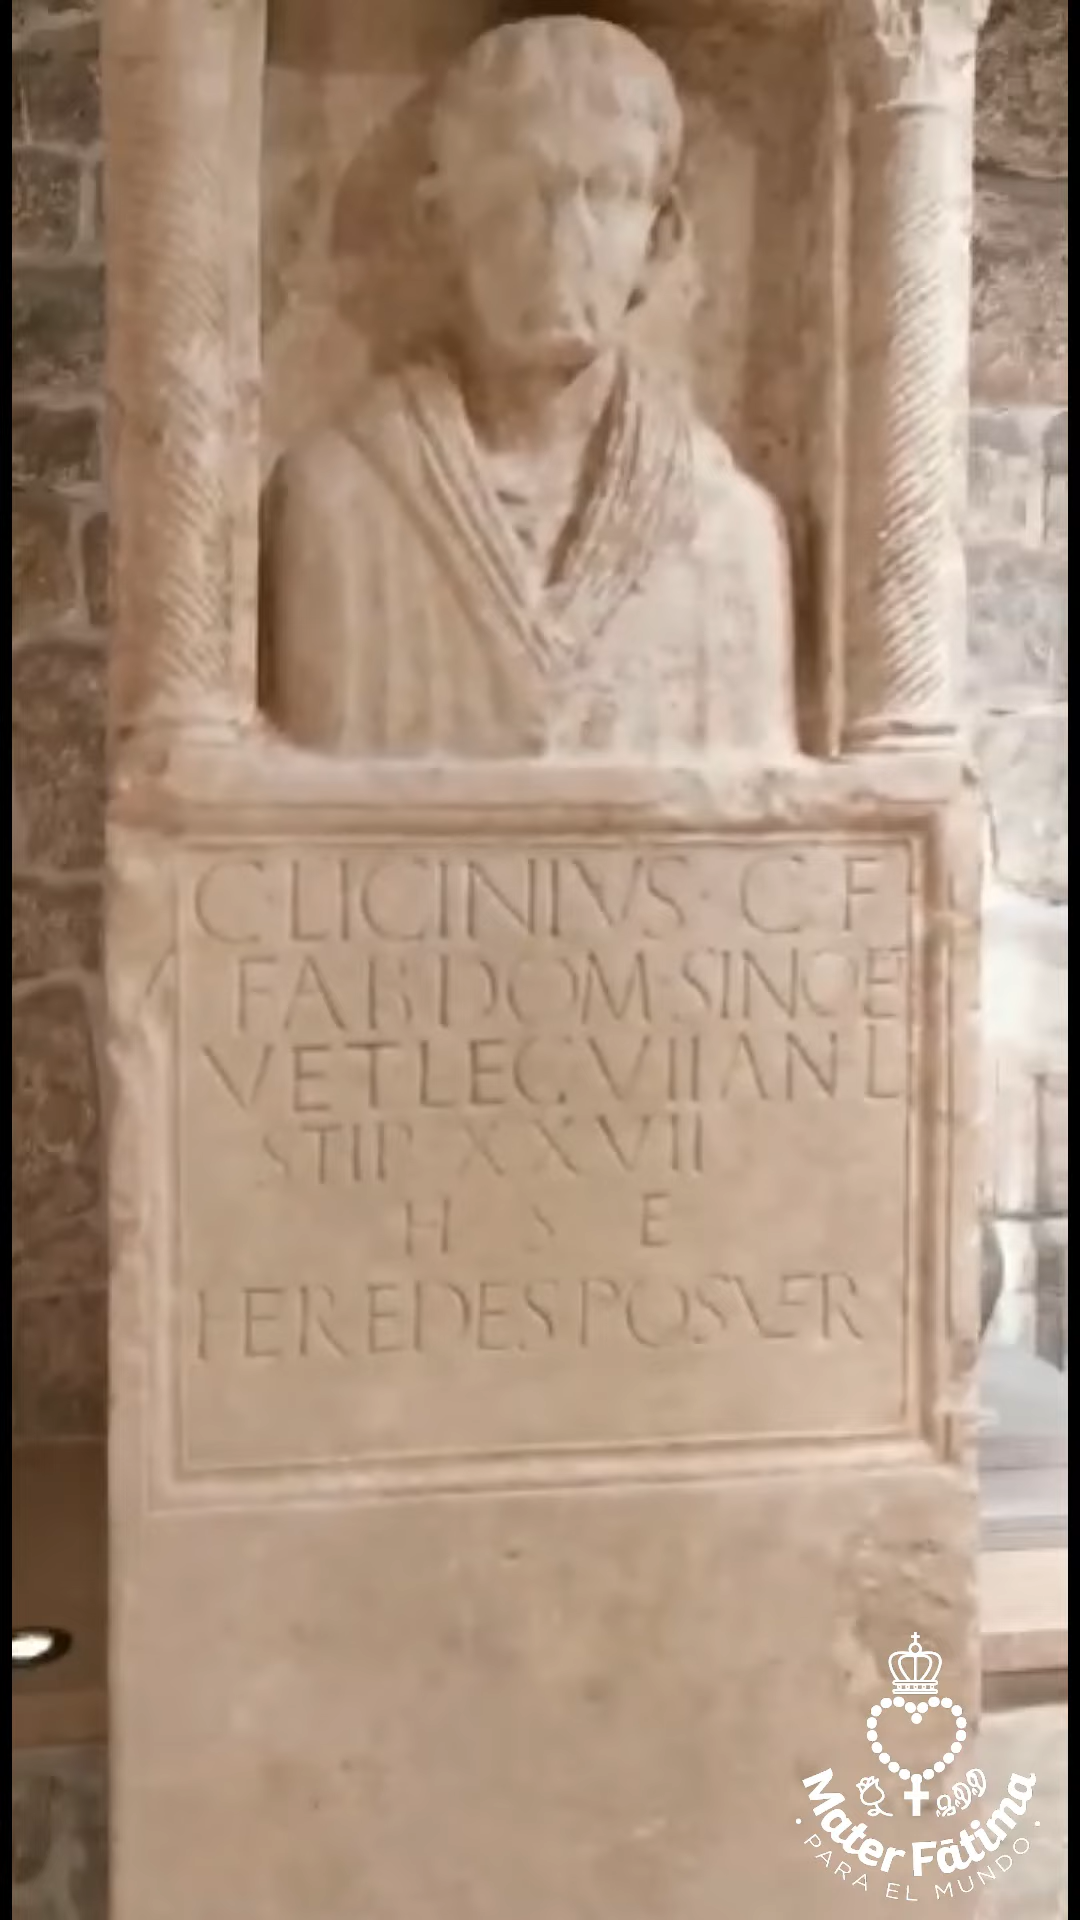 C·LICINIVS·C·F
FAB DOM·SINOE
VET LEG VII AN L
STIP XXVII
H S E
HEREDES POSVER
Mater Fátima
· PARA EL MUNDO ·